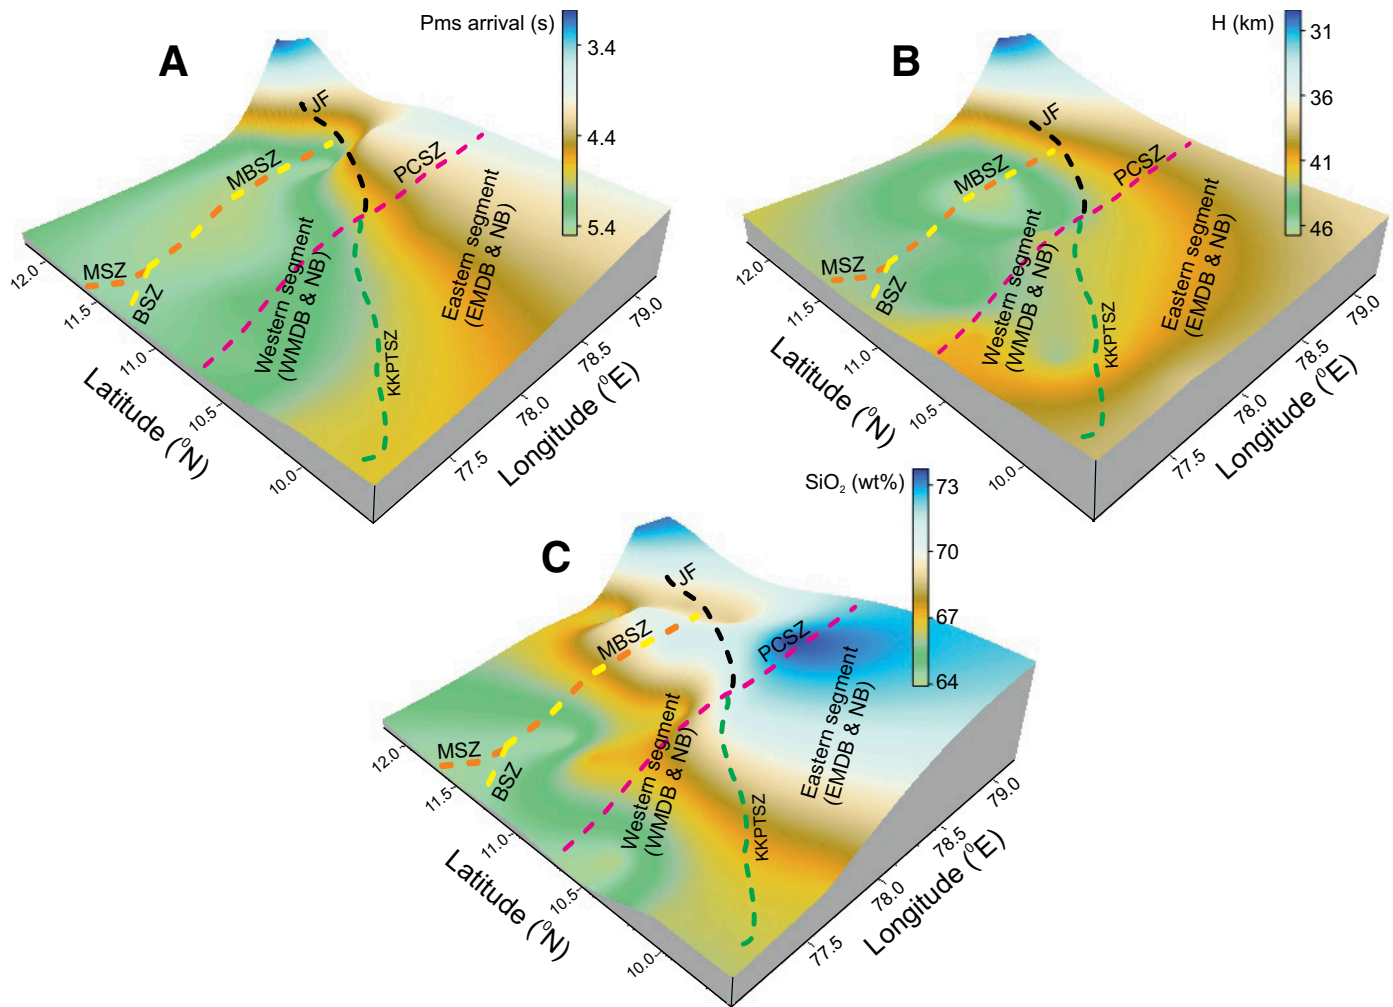 A
Pms arrival (s)
3.4
4.4
5.4
JF
MBSZ
PCSZ
MSZ
BSZ
Western segment
(WMDB & NB)
Eastern segment
(EMDB & NB)
KKPTSZ
12.0
11.5
11.0
10.5
10.0
Latitude (⁰N)
77.5
78.0
78.5
79.0
Longitude (⁰E)
B
H (km)
31
36
41
46
JF
MBSZ
PCSZ
MSZ
BSZ
Western segment
(WMDB & NB)
Eastern segment
(EMDB & NB)
KKPTSZ
12.0
11.5
11.0
10.5
10.0
Latitude (⁰N)
77.5
78.0
78.5
79.0
Longitude (⁰E)
C
SiO₂ (wt%)
73
70
67
64
JF
MBSZ
PCSZ
MSZ
BSZ
Western segment
(WMDB & NB)
Eastern segment
(EMDB & NB)
KKPTSZ
12.0
11.5
11.0
10.5
10.0
Latitude (⁰N)
77.5
78.0
78.5
79.0
Longitude (⁰E)